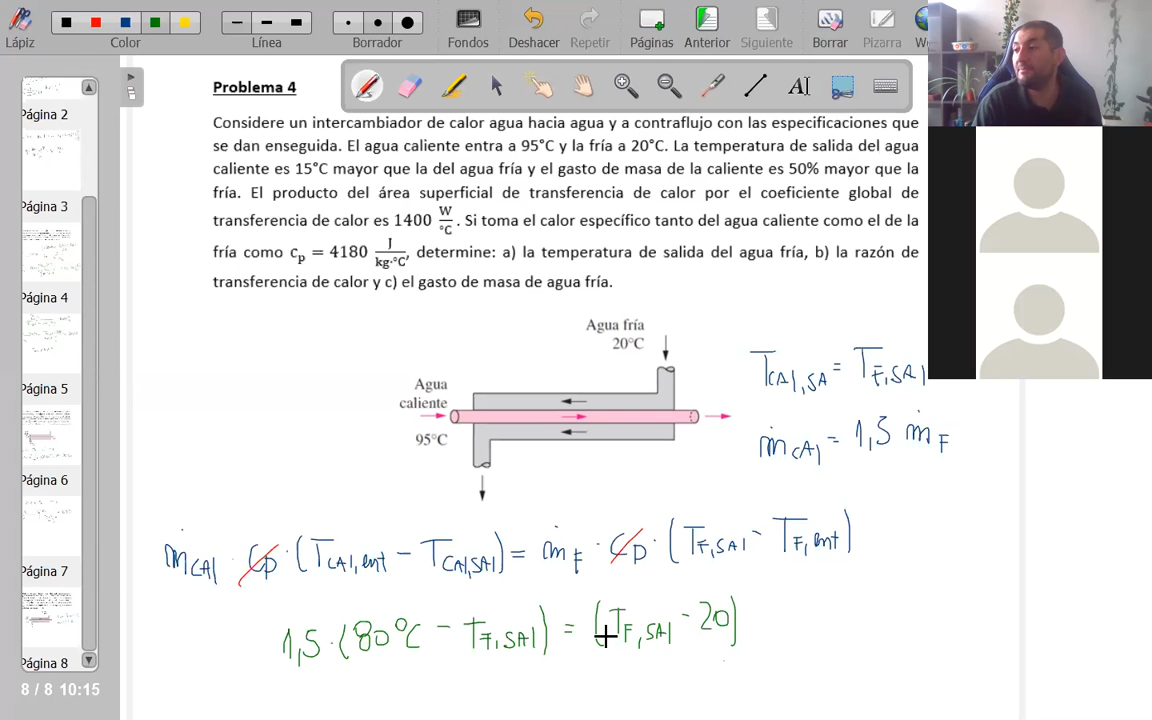 Lápiz Color Línea Borrador Fondos Deshacer Repetir Páginas Anterior Siguiente Borrar Pizarra
Página 2
Página 3
Página 4
Página 5
Página 6
Página 7
Página 8
8 / 8 10:15
Problema 4
Considere un intercambiador de calor agua hacia agua y a contraflujo con las especificaciones que
se dan enseguida. El agua caliente entra a 95°C y la fría a 20°C. La temperatura de salida del agua
caliente es 15°C mayor que la del agua fría y el gasto de masa de la caliente es 50% mayor que la
fría. El producto del área superficial de transferencia de calor por el coeficiente global de
transferencia de calor es 1400 W/°C. Si toma el calor específico tanto del agua caliente como el de la
fría como cp = 4180 J/kg·°C, determine: a) la temperatura de salida del agua fría, b) la razón de
transferencia de calor y c) el gasto de masa de agua fría.
Agua fría
20°C
Agua
caliente
95°C
TCAl,SA = TF,SAl
ṁCAl = 1,5 ṁF
ṁCAl · Cp · (TCAl,ent - TCAl,SAl) = ṁF · Cp · (TF,SAl - TF,ent)
1,5 · (80°C - TF,SAl) = (TF,SAl - 20)